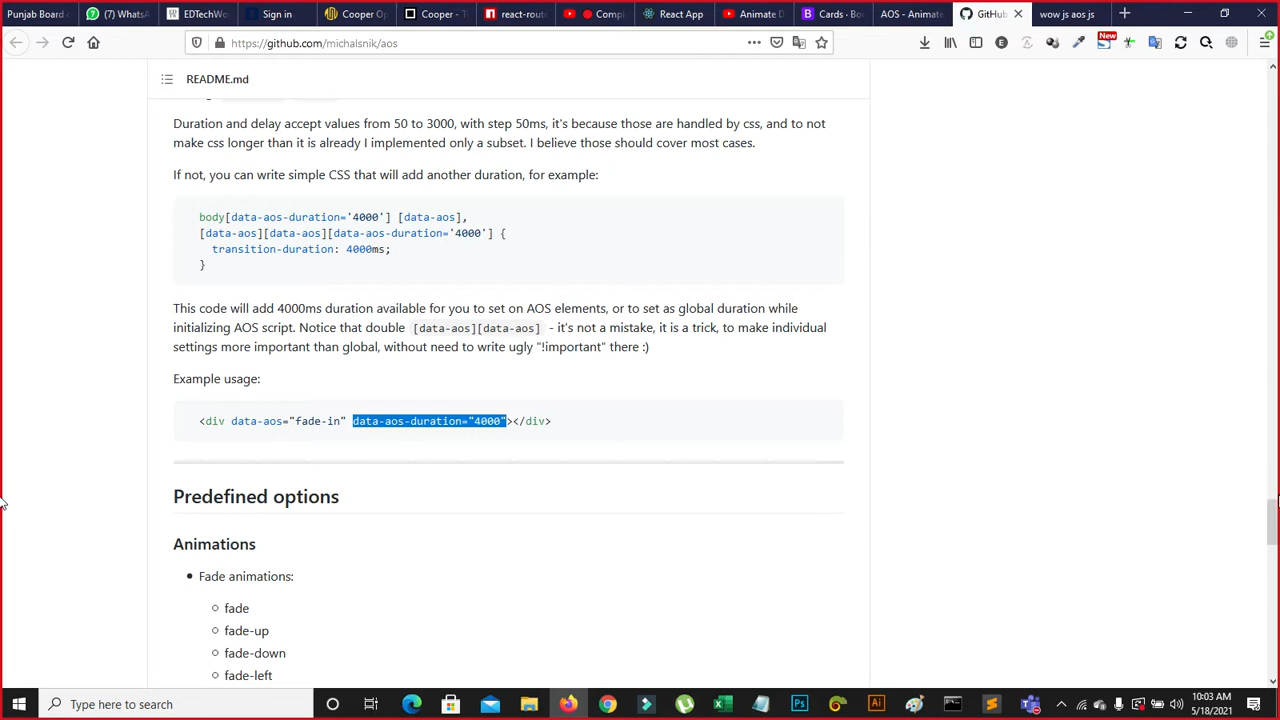 Punjab Board
(7) WhatsA
EDTechWo
Sign in
Cooper Op
Cooper - T
react-rout
Comple
React App
Animate D
Cards · Boo
AOS - Animate
GitHub
wow js aos js
https://github.com/michalsnik/aos
New
README.md
Duration and delay accept values from 50 to 3000, with step 50ms, it's because those are handled by css, and to not
make css longer than it is already I implemented only a subset. I believe those should cover most cases.
If not, you can write simple CSS that will add another duration, for example:
body[data-aos-duration='4000'] [data-aos],
[data-aos][data-aos][data-aos-duration='4000'] {
transition-duration: 4000ms;
}
This code will add 4000ms duration available for you to set on AOS elements, or to set as global duration while
initializing AOS script. Notice that double [data-aos][data-aos] - it's not a mistake, it is a trick, to make individual
settings more important than global, without need to write ugly "!important" there :)
Example usage:
<div data-aos="fade-in" data-aos-duration="4000"></div>
Predefined options
Animations
Fade animations:
fade
fade-up
fade-down
fade-left
Type here to search
10:03 AM
5/18/2021